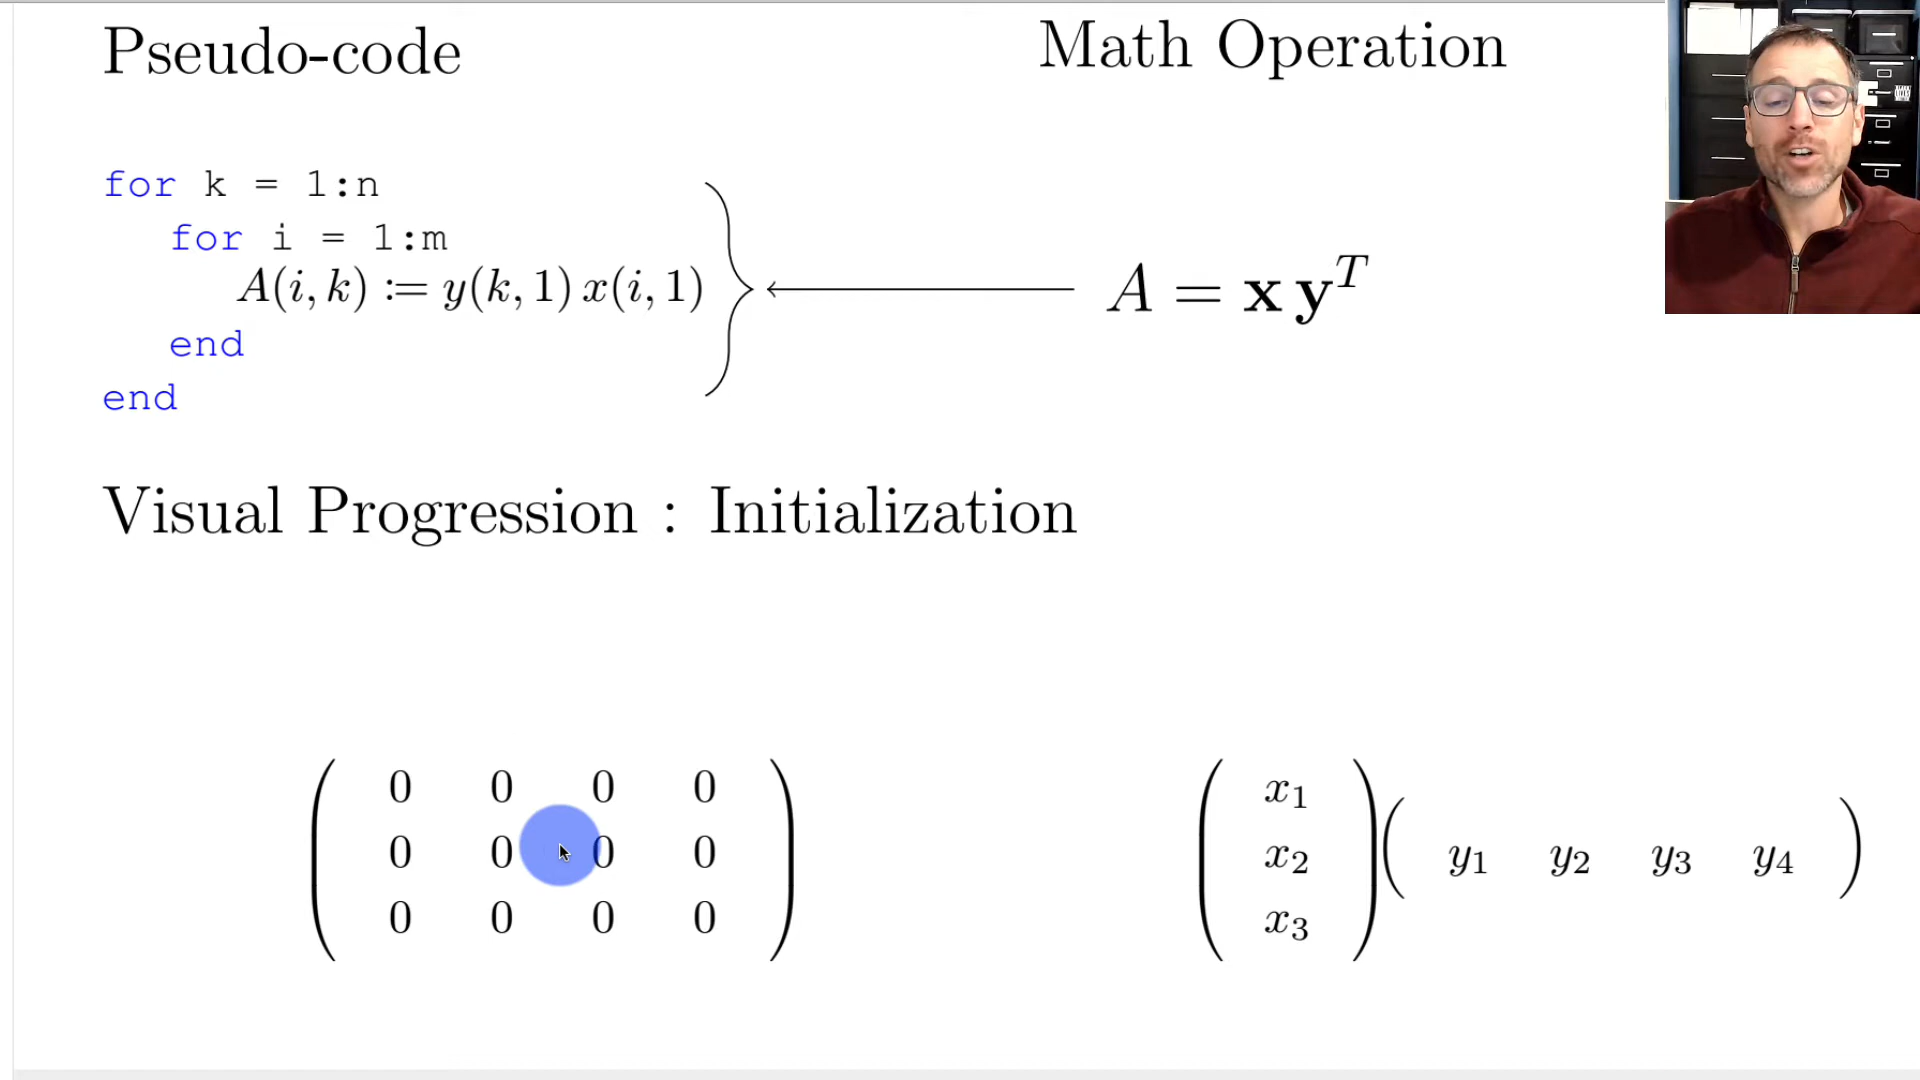 Pseudo-code
Math Operation
for k = 1:n
for i = 1:m
A(i, k) := y(k, 1) x(i, 1)
end
end
A = x y^T
Visual Progression : Initialization
( 0 0 0 0 )
( 0 0 0 0 )
( 0 0 0 0 )
( x₁ )
( x₂ ) ( y₁ y₂ y₃ y₄ )
( x₃ )